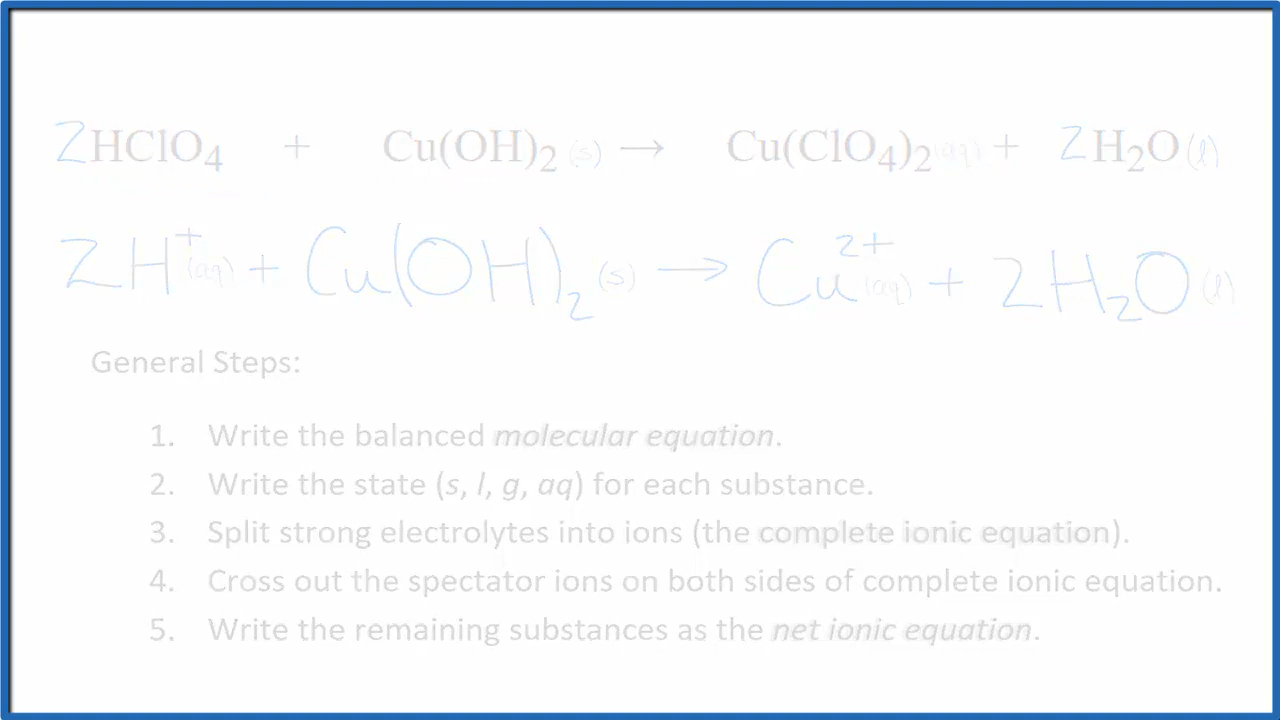 2HClO₄ + Cu(OH)₂(s) → Cu(ClO₄)₂(aq) + 2H₂O(l)
2H⁺(aq) + Cu(OH)₂(s) → Cu²⁺(aq) + 2H₂O(l)
General Steps:
1. Write the balanced molecular equation.
2. Write the state (s, l, g, aq) for each substance.
3. Split strong electrolytes into ions (the complete ionic equation).
4. Cross out the spectator ions on both sides of complete ionic equation.
5. Write the remaining substances as the net ionic equation.